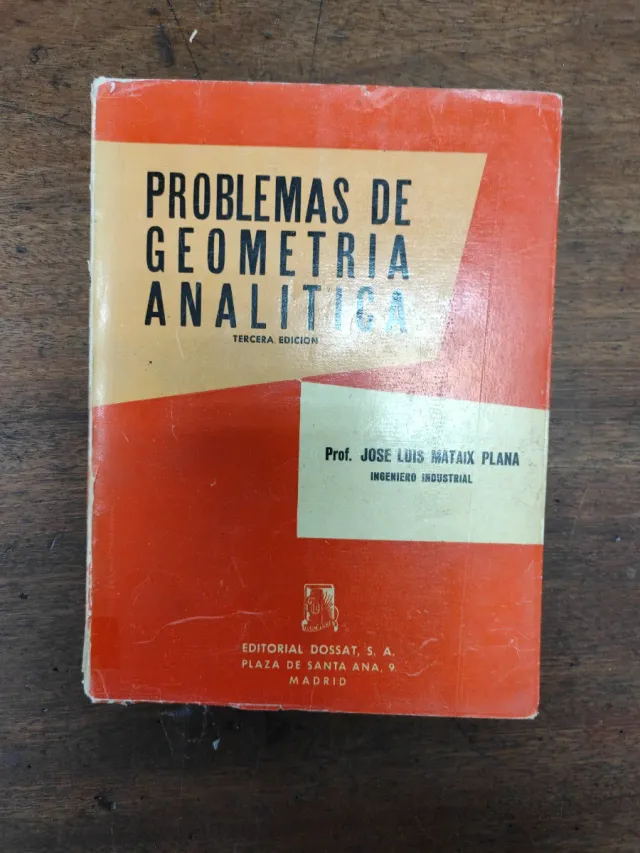 PROBLEMAS DE
GEOMETRIA
ANALITICA
TERCERA EDICION
Prof. JOSE LUIS MATAIX PLANA
INGENIERO INDUSTRIAL
EDITORIAL DOSSAT, S. A.
PLAZA DE SANTA ANA, 9
MADRID